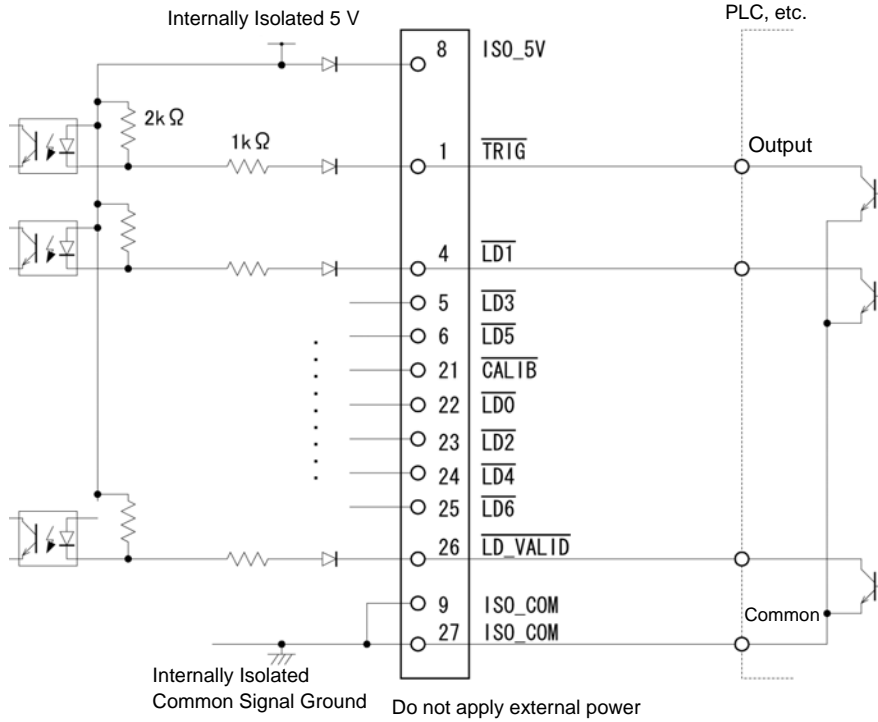 Internally Isolated 5 V
PLC, etc.
8 ISO_5V
2kΩ
1kΩ
1 TRIG
Output
4 LD1
5 LD3
6 LD5
21 CALIB
22 LD0
23 LD2
24 LD4
25 LD6
26 LD_VALID
9 ISO_COM
Common
27 ISO_COM
Internally Isolated
Common Signal Ground
Do not apply external power